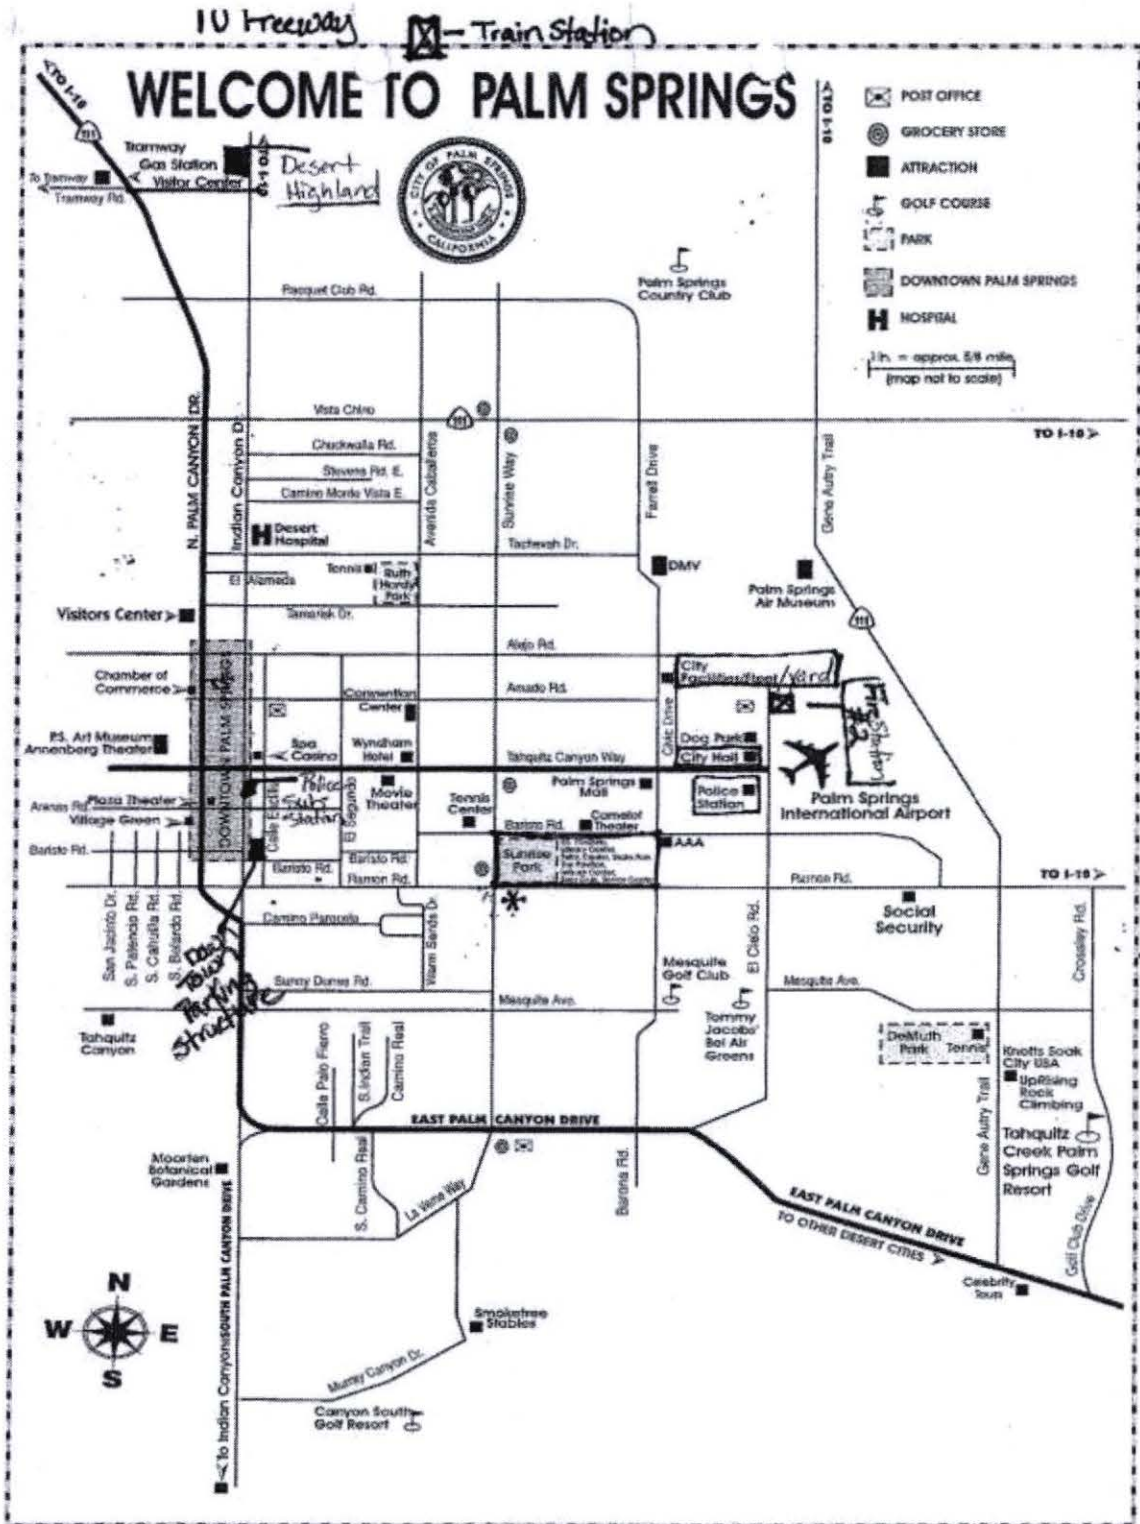 10 Freeway
- Train Station
WELCOME TO PALM SPRINGS
<TO I-10
111
Tramway
Gas Station
Visitor Center
To Tramway
Tramway Rd.
<TO I-10
Desert
Highland
CITY OF PALM SPRINGS
CALIFORNIA
<TO I-10
POST OFFICE
GROCERY STORE
ATTRACTION
GOLF COURSE
PARK
DOWNTOWN PALM SPRINGS
H HOSPITAL
1 in. = approx. 5/8 mile
(map not to scale)
Palm Springs
Country Club
Racquet Club Rd.
Vista Chino
111
TO I-10 >
N. PALM CANYON DR.
Indian Canyon Dr.
Chuckwalla Rd.
Stevens Rd. E.
Camino Monte Vista E.
Avenida Caballeros
Sunrise Way
Farrell Drive
Gene Autry Trail
H Desert
Hospital
Tachevah Dr.
El Alameda
Tennis
Ruth
Hardy
Park
DMV
Palm Springs
Air Museum
111
Visitors Center >
Tamarisk Dr.
Alejo Rd.
Chamber of
Commerce >
DOWNTOWN PALM SPRINGS
Convention
Center
Amado Rd.
City
Facilities/Fleet/Yard
Fire Station
#2
Civic Drive
Dog Park
City Hall
P.S. Art Museum
Annenberg Theater
Spa
Casino
Wyndham
Hotel
Tahquitz Canyon Way
Police
Sub
Station
Movie
Theater
Palm Springs
Mall
Police
Station
Palm Springs
International Airport
Arenas Rd.
Plaza Theater >
Village Green >
Calle Encilia
El Segundo
Tennis
Center
Camelot
Theater
Baristo Rd.
Baristo Rd.
Baristo Rd.
Baristo Rd.
Sunrise
Park
AAA
Ramon Rd.
Ramon Rd.
TO I-10 >
San Jacinto Dr.
S. Patencio Rd.
S. Cahuilla Rd.
S. Belardo Rd.
Camino Parocela
Warm Sands Dr.
Social
Security
El Cielo Rd.
Crossley Rd.
Down
Town
Parking
Structure
Sunny Dunes Rd.
Mesquite Ave.
Mesquite
Golf Club
Mesquite Ave.
Tahquitz
Canyon
Tommy
Jacobs'
Bel Air
Greens
DeMuth
Park
Tennis
Knotts Soak
City USA
UpRising
Rock
Climbing
Calle Palo Fierro
S. Indian Trail
Camino Real
EAST PALM CANYON DRIVE
Gene Autry Trail
Tahquitz
Creek Palm
Springs Golf
Resort
Moorten
Botanical
Gardens
S. Camino Real
La Verne Way
Barona Rd.
EAST PALM CANYON DRIVE
TO OTHER DESERT CITIES >
Golf Club Drive
Celebrity
Tours
N
W E
S
< To Indian Canyons/SOUTH PALM CANYON DRIVE
Smoketree
Stables
Murray Canyon Dr.
Canyon South
Golf Resort